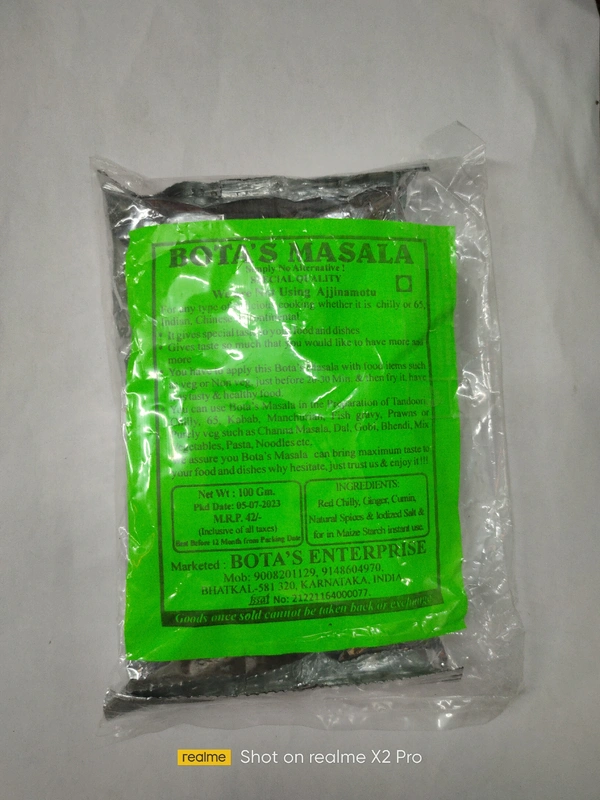 BOTA'S MASALA
Simply No Alternative !
SPECIAL QUALITY
Using Ajjinamotu
For any type of cooking whether it is chilly or 65,
Indian, Chinese,
It gives special taste to your food and dishes
Gives taste so much that you would like to have more and
more
You have to apply this Bota's Masala with food items such
as veg or Non veg. just before 20-30 Min. & then fry it, have
tasty & healthy food.
You can use Bota's Masala in the Preparation of Tandoori
Chilly, 65, Kabab, Manchurian, Fish gravy, Prawns or
veg such as Channa Masala, Dal, Gobi, Bhendi, Mix
Vegetables, Pasta, Noodles etc.
We assure you Bota's Masala can bring maximum taste to
your food and dishes why hesitate, just trust us & enjoy it!!!
Net Wt : 100 Gm.
Pkd Date: 05-07-2023
M.R.P. 42/-
(Inclusive of all taxes)
Best Before 12 Month from Packing Date
INGREDIENTS:
Red Chilly, Ginger, Cumin,
Natural Spices & Iodized Salt &
for in Maize Starch instant use.
Marketed : BOTA'S ENTERPRISE
Mob: 9008201129, 9148604970,
BHATKAL-581 320, KARNATAKA, INDIA
fssai No: 21221164000077.
Goods once sold cannot be taken back or exchange
realme Shot on realme X2 Pro